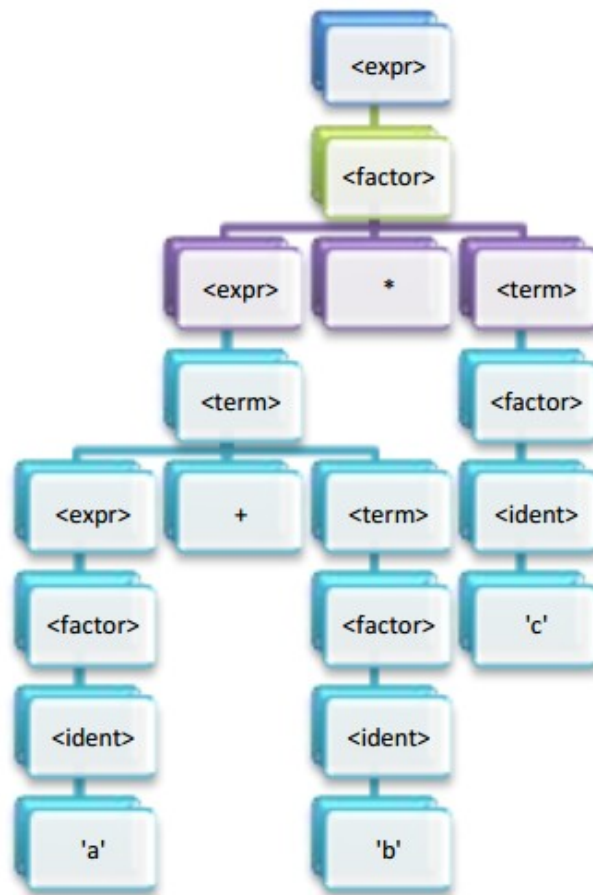 <expr>
<factor>
<expr> * <term>
<term> <factor>
<expr> + <term> <ident>
<factor> <factor> 'c'
<ident> <ident>
'a' 'b'